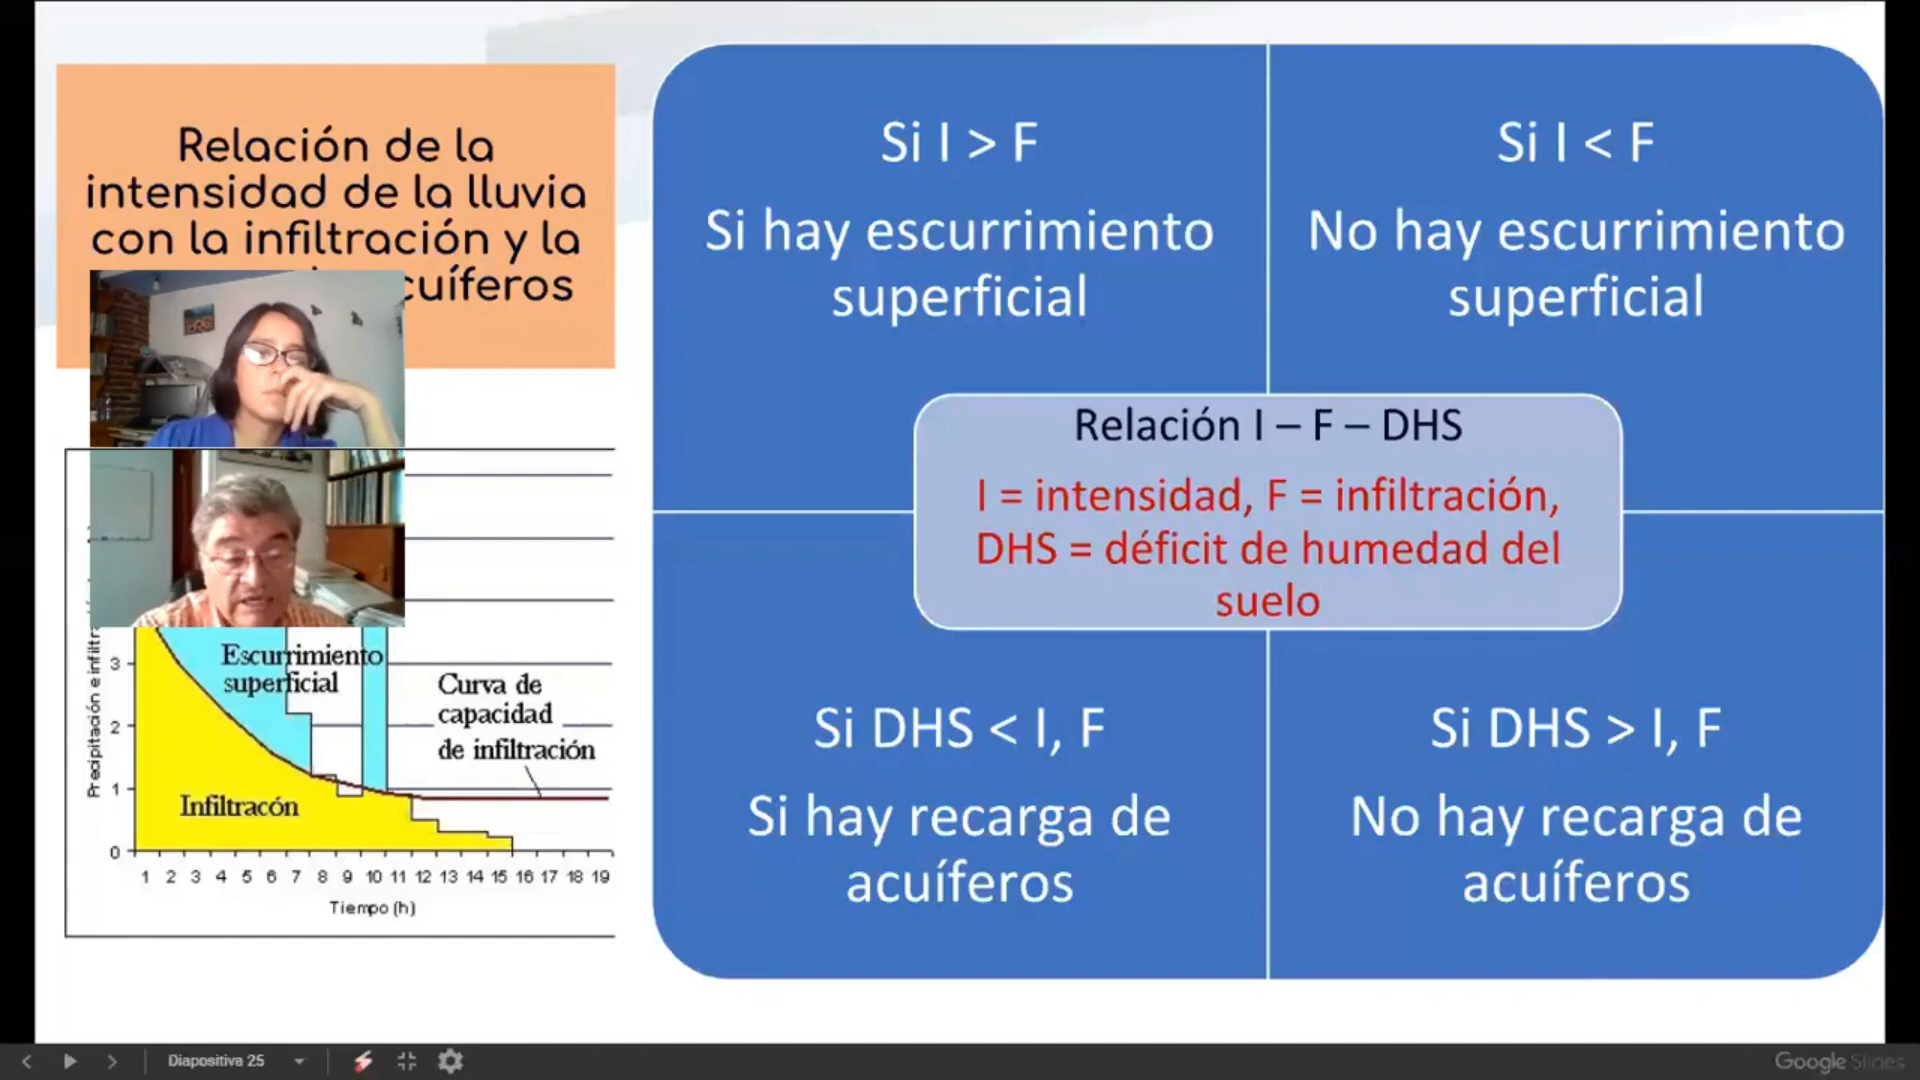 Relación de la
intensidad de la lluvia
con la infiltración y la
cuíferos
Si I > F
Si hay escurrimiento
superficial
Si I < F
No hay escurrimiento
superficial
Relación I – F – DHS
I = intensidad, F = infiltración,
DHS = déficit de humedad del
suelo
Si DHS < I, F
Si hay recarga de
acuíferos
Si DHS > I, F
No hay recarga de
acuíferos
Precipitación e infiltra
3
2
1
0
Escurrimiento
superficial
Curva de
capacidad
de infiltración
Infiltracón
1 2 3 4 5 6 7 8 9 10 11 12 13 14 15 16 17 18 19
Tiempo (h)
Diapositiva 25
Google Slides